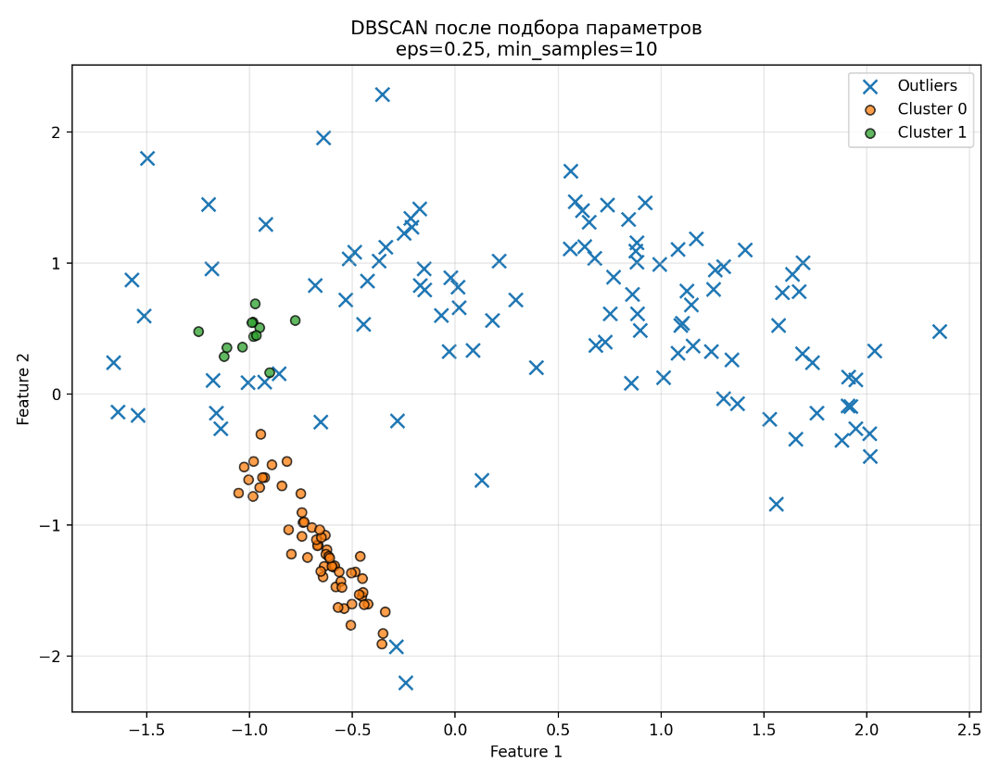 DBSCAN после подбора параметров
eps=0.25, min_samples=10
Outliers
Cluster 0
Cluster 1
Feature 2
2
1
0
−1
−2
−1.5
−1.0
−0.5
0.0
0.5
1.0
1.5
2.0
2.5
Feature 1